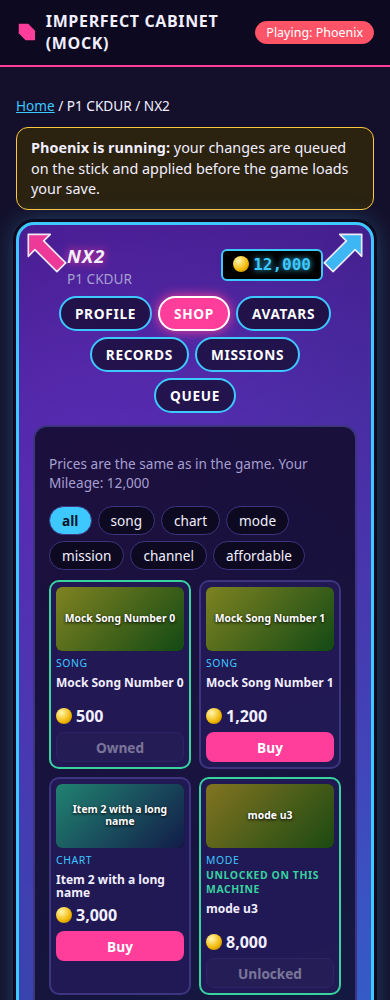 IMPERFECT CABINET
(MOCK)
Playing: Phoenix
Home / P1 CKDUR / NX2
Phoenix is running: your changes are queued
on the stick and applied before the game loads
your save.
NX2
P1 CKDUR
12,000
PROFILE
SHOP
AVATARS
RECORDS
MISSIONS
QUEUE
Prices are the same as in the game. Your
Mileage: 12,000
all
song
chart
mode
mission
channel
affordable
Mock Song Number 0
SONG
Mock Song Number 0
500
Owned
Mock Song Number 1
SONG
Mock Song Number 1
1,200
Buy
Item 2 with a long
name
CHART
Item 2 with a long
name
3,000
Buy
mode u3
MODE
UNLOCKED ON THIS
MACHINE
mode u3
8,000
Unlocked